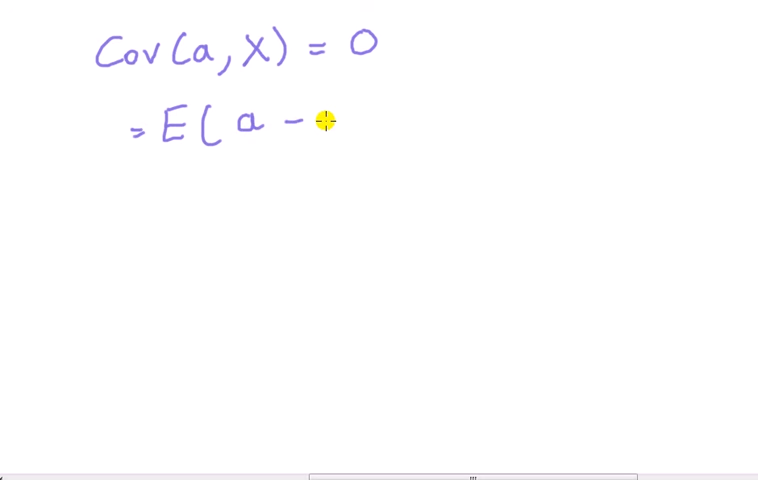 Cov(a, X) = 0
= E( a -